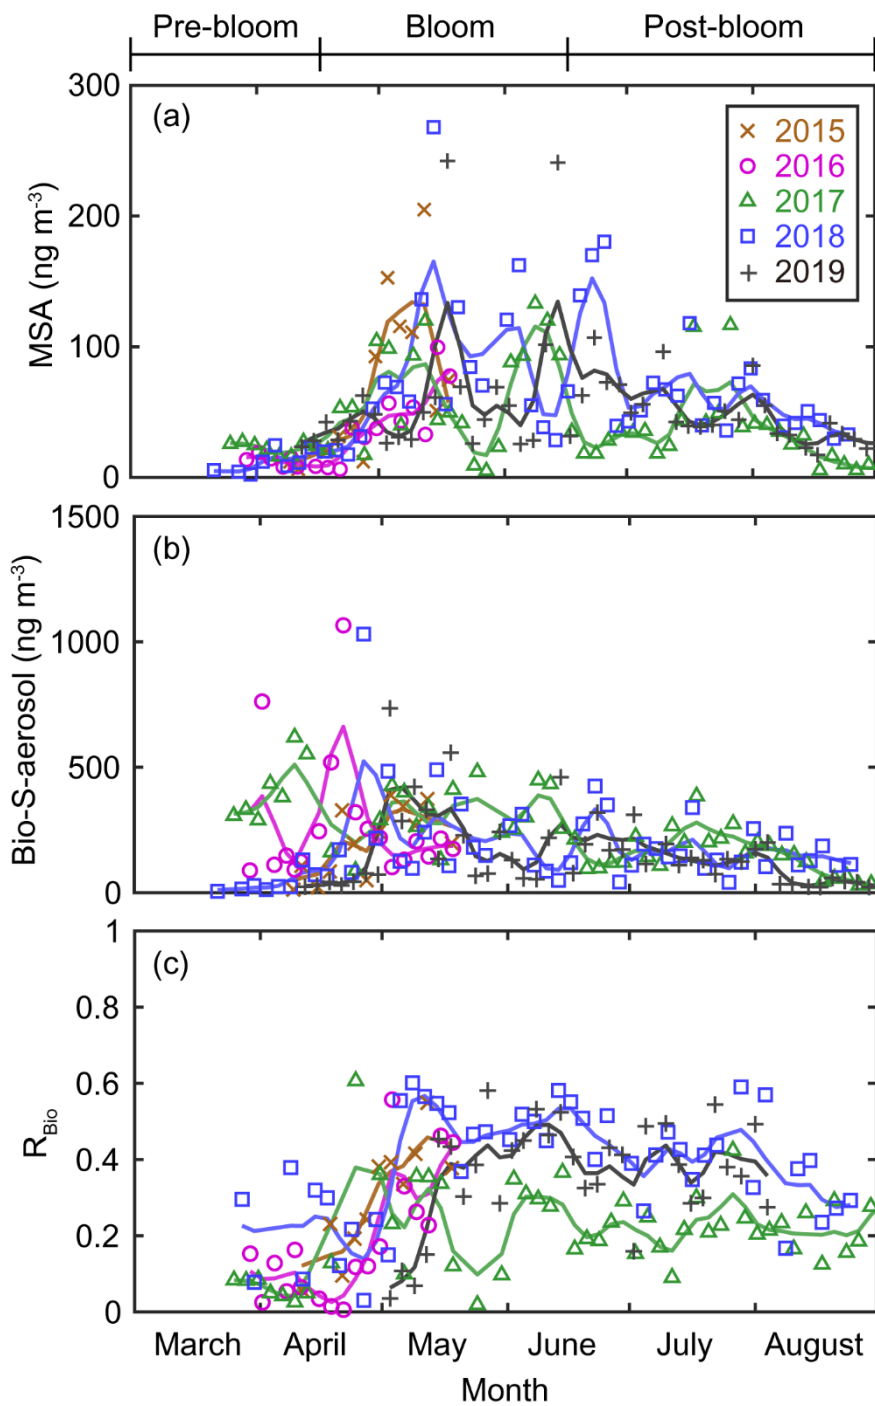 Pre-bloom Bloom Post-bloom
300
200
100
0
MSA (ng m⁻³)
(a)
2015
2016
2017
2018
2019
1500
1000
500
0
Bio-S-aerosol (ng m⁻³)
(b)
1
0.8
0.6
0.4
0.2
0
R_Bio
(c)
March April May June July August
Month